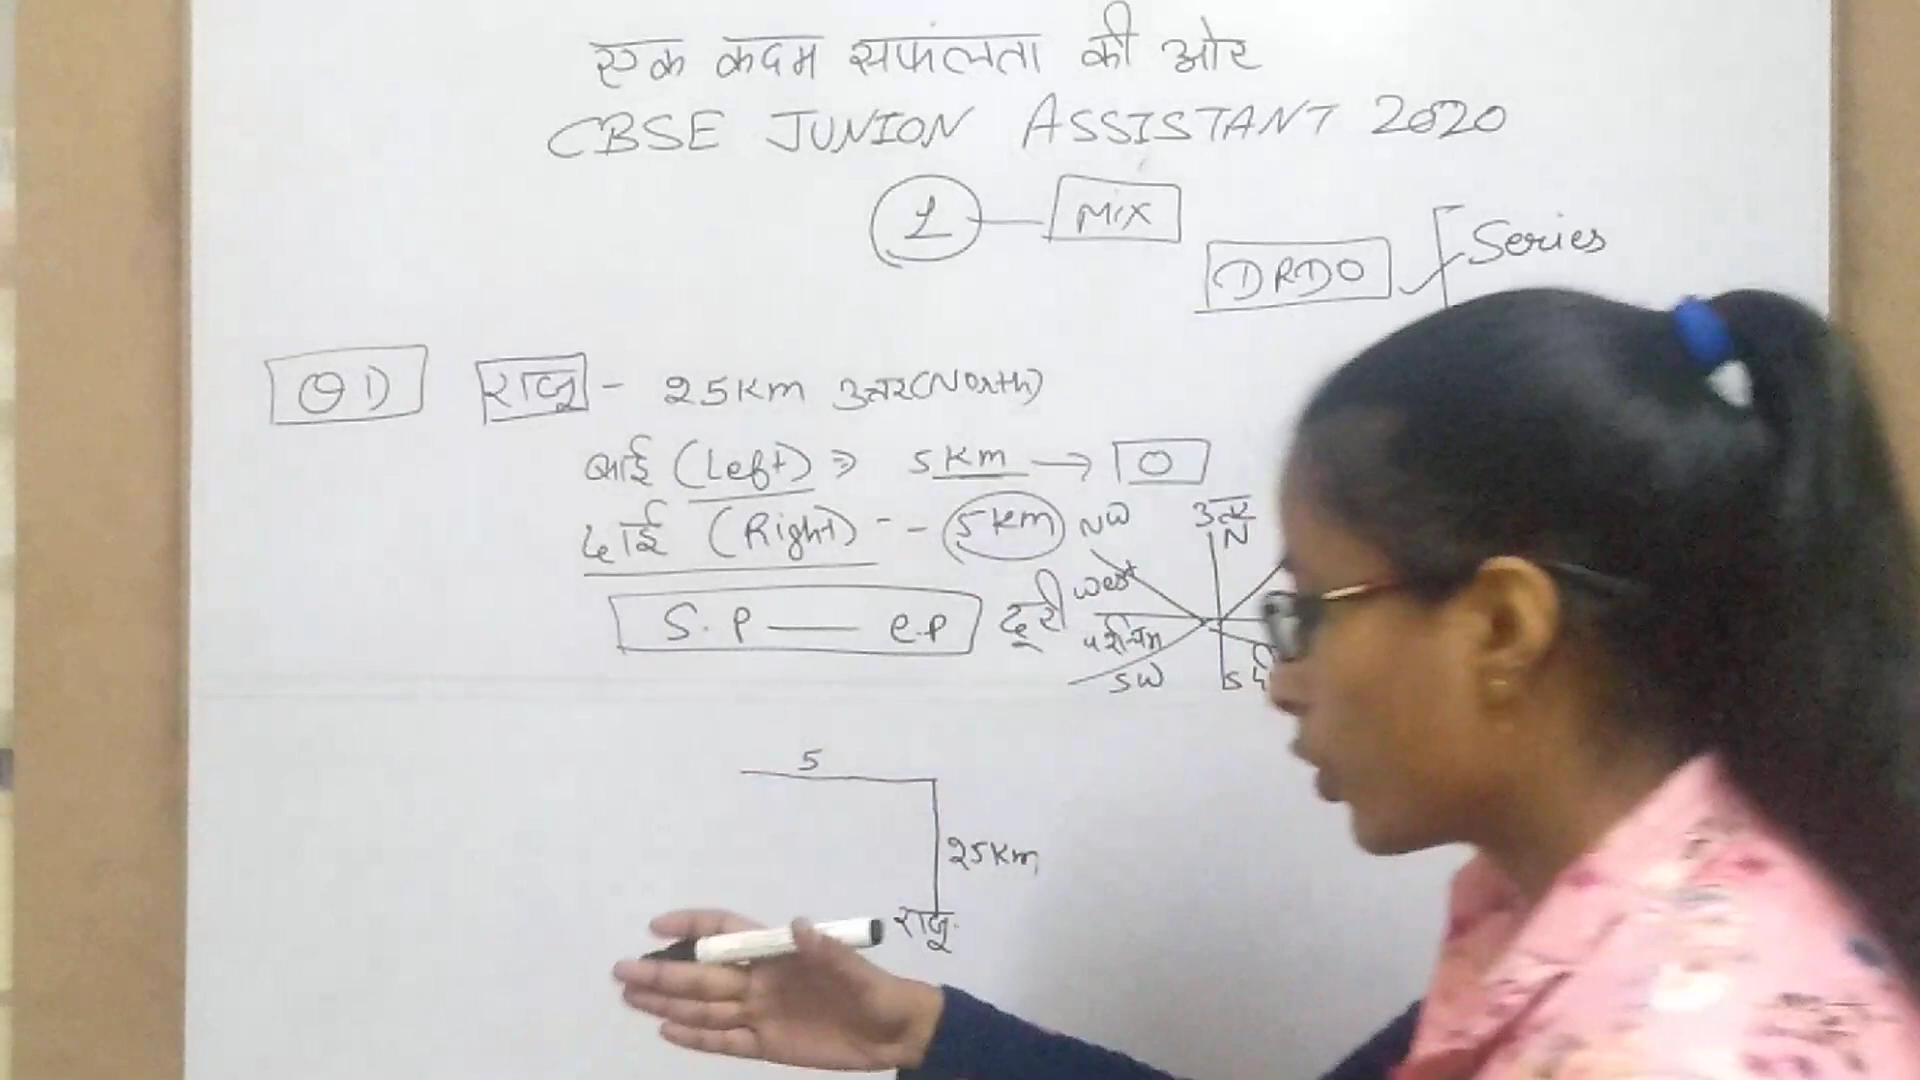 एक कदम सफलता की ओर
CBSE JUNION ASSISTANT 2020
1 MIX
DRDO Series
Q1) राजू - 25km उत्तर(North)
बाई (Left) ⇒ 5km → 0
दाई (Right) -- 5km
S.P — e.p दूरी
NW उत्तर
N
west
पश्चिम
SW S
5
25km
राजू.